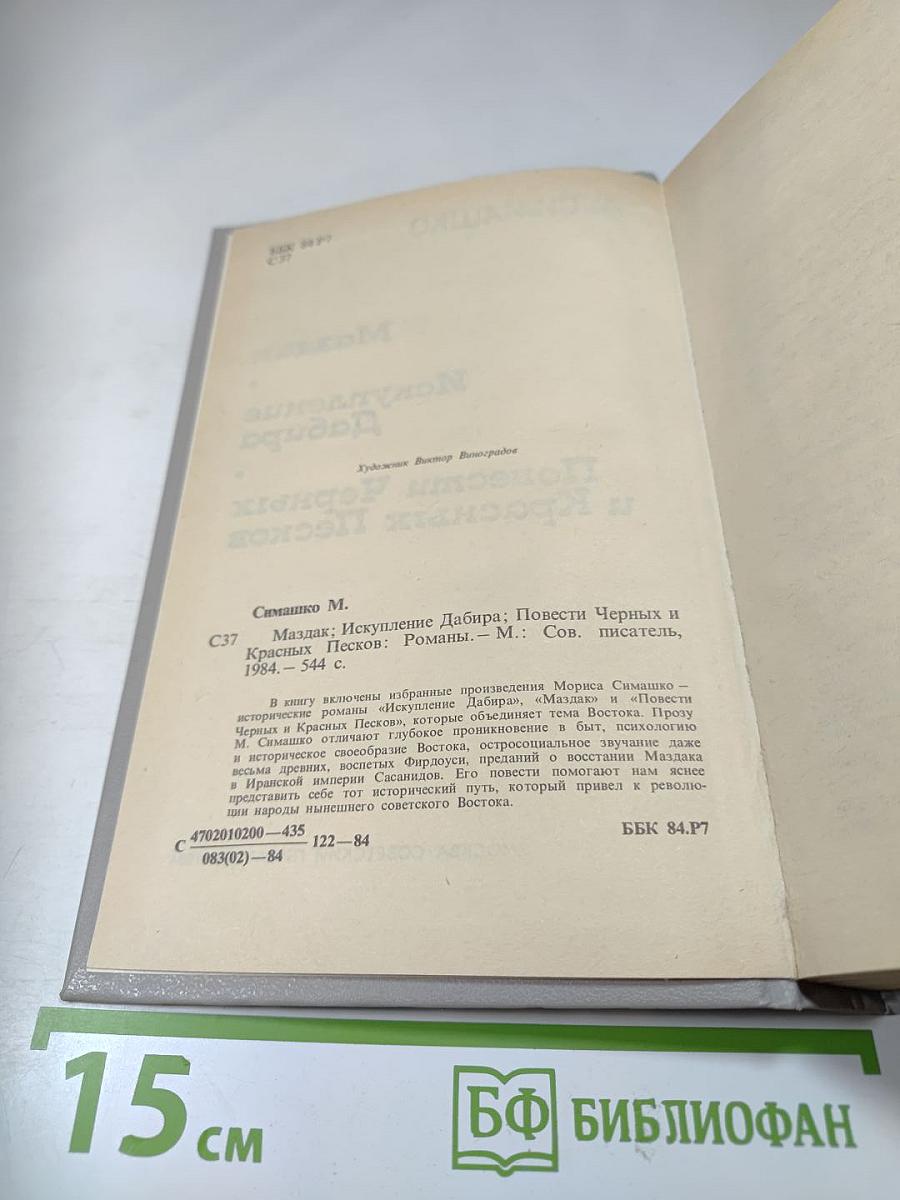 ББК 84 Р7
С37
Художник Виктор Виноградов
Симашко М.
С37 Маздак; Искупление Дабира; Повести Черных и
Красных Песков: Романы. — М.: Сов. писатель,
1984. — 544 с.
В книгу включены избранные произведения Мориса Симашко —
исторические романы «Искупление Дабира», «Маздак» и «Повести
Черных и Красных Песков», которые объединяет тема Востока. Прозу
М. Симашко отличают глубокое проникновение в быт, психологию
и историческое своеобразие Востока, остросоциальное звучание даже
весьма древних, воспетых Фирдоуси, преданий о восстании Маздака
в Иранской империи Сасанидов. Его повести помогают нам яснее
представить себе тот исторический путь, который привел к револю-
ции народы нынешнего советского Востока.
С 4702010200—435
083(02)—84 122—84
ББК 84.Р7
15 см
БФ БИБЛИОФАН